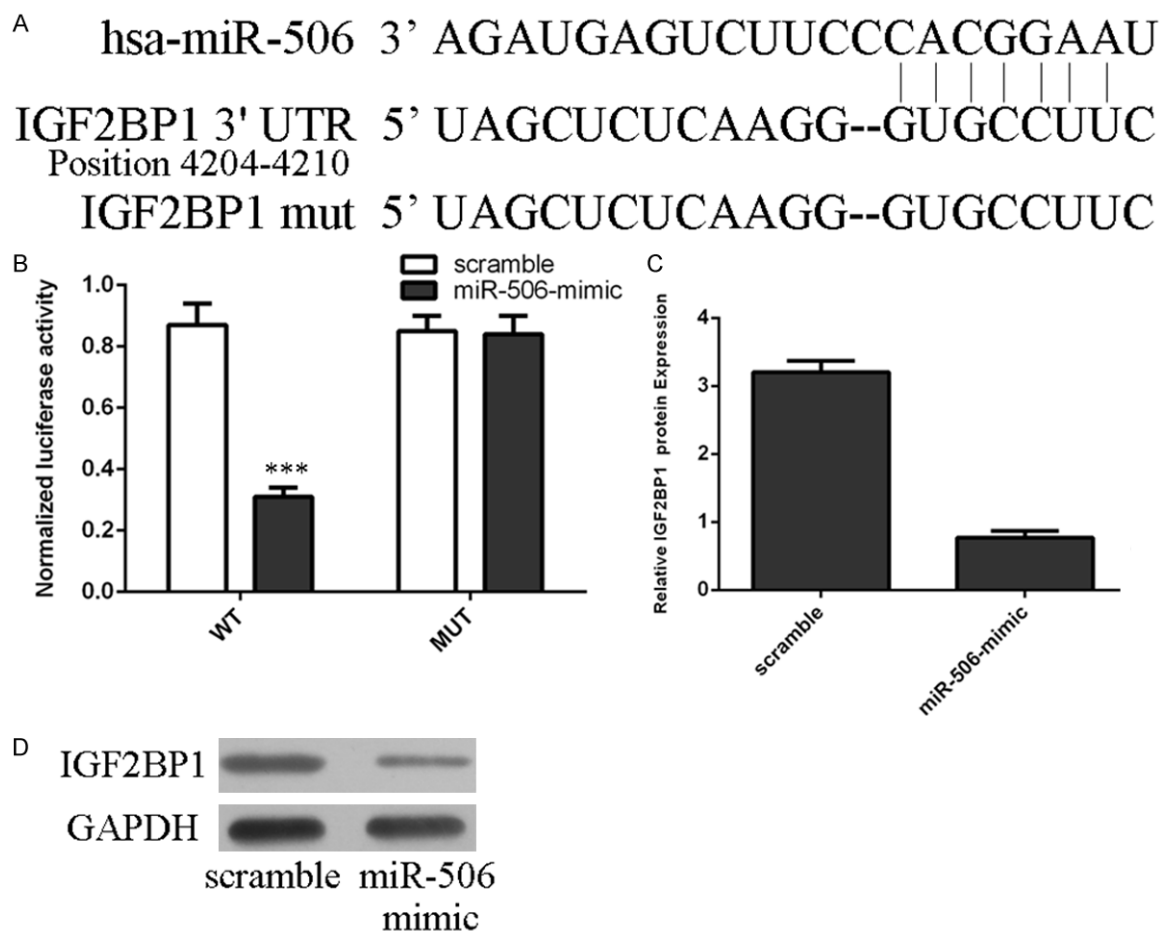 A
hsa-miR-506 3’ AGAUGAGUCUUCCCACGGAAU
IGF2BP1 3' UTR 5’ UAGCUCUCAAGG--GUGCCUUC
Position 4204-4210
IGF2BP1 mut 5’ UAGCUCUCAAGG--GUGCCUUC
B
scramble
miR-506-mimic
Normalized luciferase activity
1.0
0.8
0.6
0.4
0.2
0.0
***
WT
MUT
C
Relative IGF2BP1 protein Expression
4
3
2
1
0
scramble
miR-506-mimic
D
IGF2BP1
GAPDH
scramble miR-506
mimic